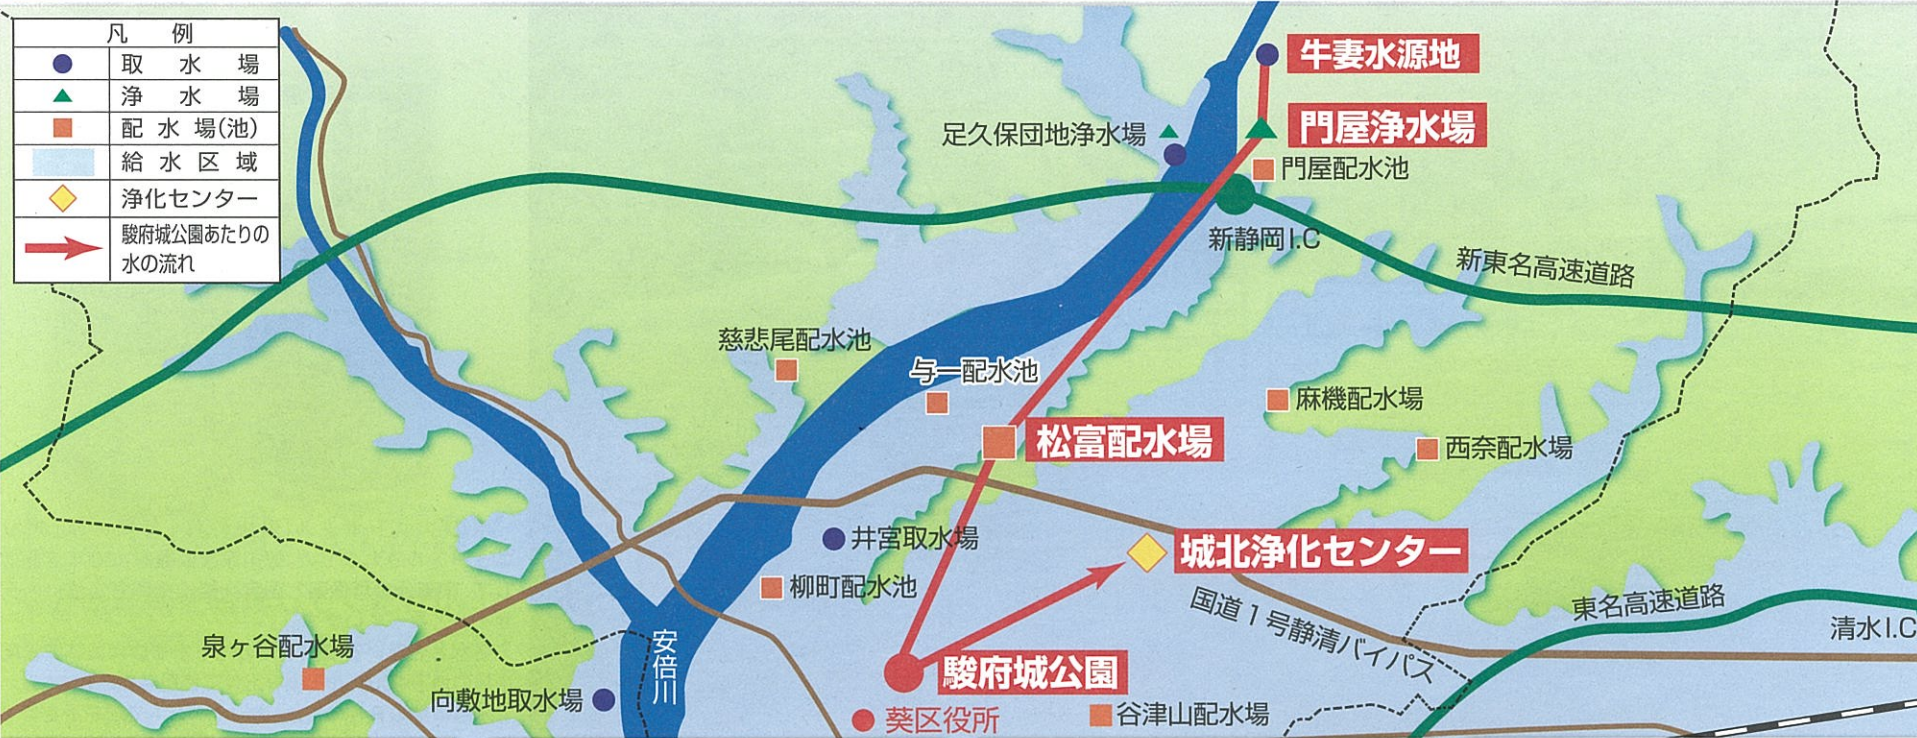 凡例
取水場
浄水場
配水場(池)
給水区域
浄化センター
駿府城公園あたりの
水の流れ
牛妻水源地
門屋浄水場
足久保団地浄水場
門屋配水池
新静岡I.C
新東名高速道路
慈悲尾配水池
与一配水池
麻機配水場
松富配水場
西奈配水場
井宮取水場
城北浄化センター
柳町配水池
国道1号静清バイパス
東名高速道路
清水I.C
泉ヶ谷配水場
安倍川
駿府城公園
向敷地取水場
葵区役所
谷津山配水場